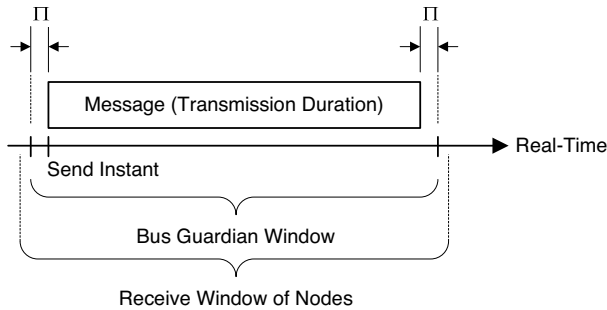 Π Π
Message (Transmission Duration)
Real-Time
Send Instant
Bus Guardian Window
Receive Window of Nodes